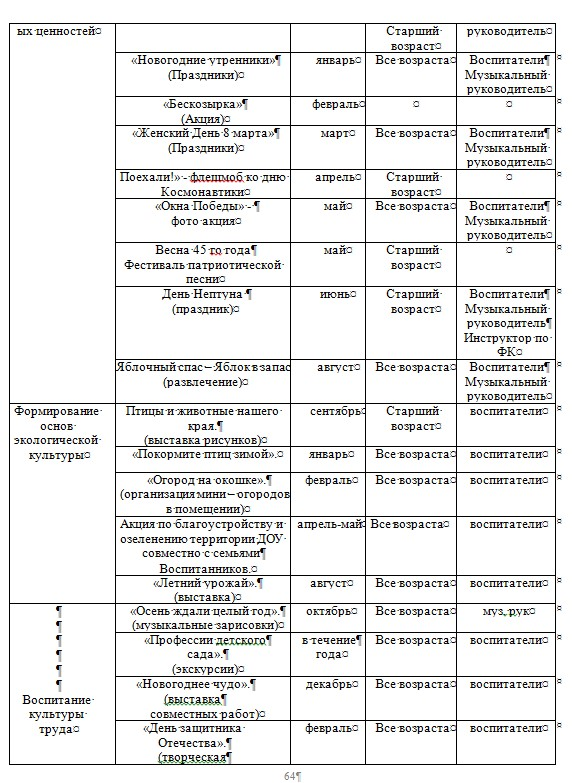 ых ценностей
Старший возраст
руководитель
«Новогодние утренники»
(Праздники)
январь
Все возраста
Воспитатели
Музыкальный
руководитель
«Бескозырка»
(Акция)
февраль
«Женский День 8 марта»
(Праздники)
март
Все возраста
Воспитатели
Музыкальный
руководитель
Поехали!» - флешмоб ко дню
Космонавтики
апрель
Старший
возраст
«Окна Победы» -
фото акция
май
Все возраста
Воспитатели
Музыкальный
руководитель
Весна 45 го года
Фестиваль патриотической
песни
май
Старший
возраст
День Нептуна
(праздник)
июнь
Старший
возраст
Воспитатели
Музыкальный
руководитель
Инструктор по
ФК
Яблочный спас – Яблок в запас
(развлечение)
август
Все возраста
Воспитатели
Музыкальный
руководитель
Формирование
основ
экологической
культуры
Птицы и животные нашего
края.
(выставка рисунков)
сентябрь
Старший
возраст
воспитатели
«Покормите птиц зимой».
январь
Все возраста
воспитатели
«Огород на окошке».
(организация мини – огородов
в помещении)
февраль
Все возраста
воспитатели
Акция по благоустройству и
озеленению территории ДОУ
совместно с семьями
Воспитанников.
апрель-май
Все возраста
воспитатели
«Летний урожай».
(выставка)
август
Все возраста
воспитатели
Воспитание
культуры
труда
«Осень ждали целый год».
(музыкальные зарисовки)
октябрь
Все возраста
муз.рук
«Профессии детского
сада».
(экскурсии)
в течение
года
Все возраста
воспитатели
«Новогоднее чудо».
(выставка
совместных работ)
декабрь
Все возраста
воспитатели
«День защитника
Отечества».
(творческая
февраль
Все возраста
воспитатели
64